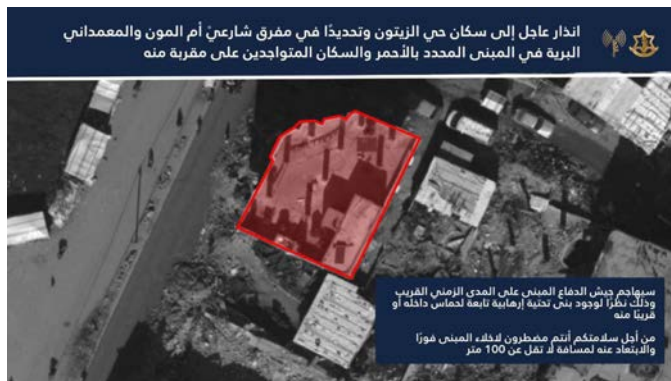 انذار عاجل إلى سكان حي الزيتون وتحديدًا في مفرق شارعيْ أم المون والمعمداني
البرية في المبنى المحدد بالأحمر والسكان المتواجدين على مقربة منه
سيهاجم جيش الدفاع المبنى على المدى الزمني القريب
وذلك نظرًا لوجود بنى تحتية إرهابية تابعة لحماس داخله أو
قريبًا منه
من أجل سلامتكم أنتم مضطرون لاخلاء المبنى فورًا
والابتعاد عنه لمسافة لا تقل عن 100 متر